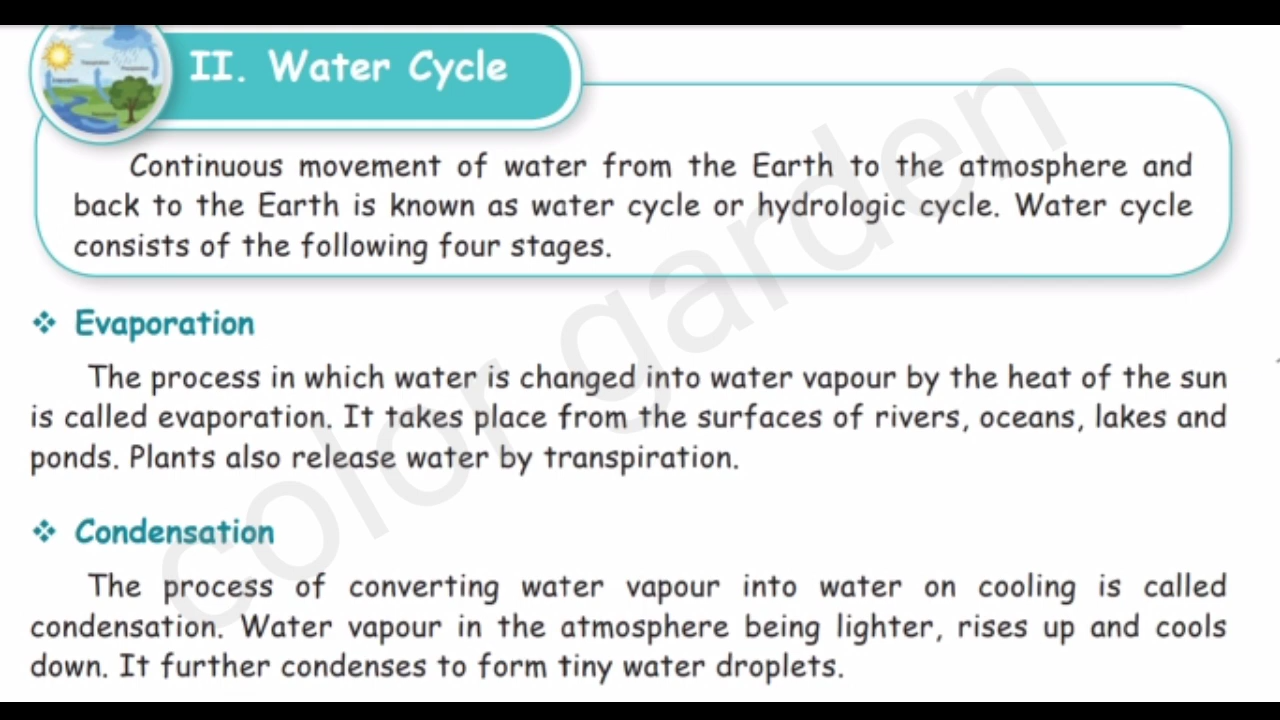 II. Water Cycle
Continuous movement of water from the Earth to the atmosphere and
back to the Earth is known as water cycle or hydrologic cycle. Water cycle
consists of the following four stages.
❖ Evaporation
The process in which water is changed into water vapour by the heat of the sun
is called evaporation. It takes place from the surfaces of rivers, oceans, lakes and
ponds. Plants also release water by transpiration.
❖ Condensation
The process of converting water vapour into water on cooling is called
condensation. Water vapour in the atmosphere being lighter, rises up and cools
down. It further condenses to form tiny water droplets.
color garden